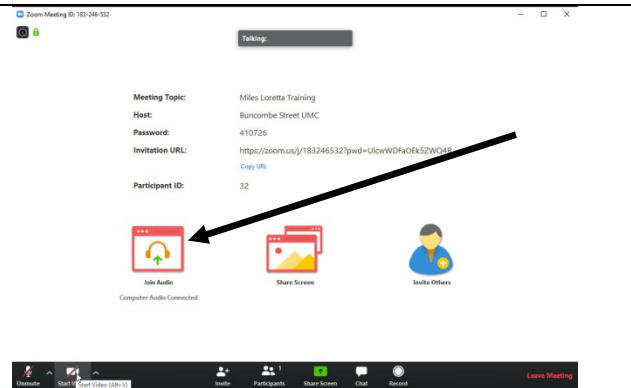 Zoom Meeting ID: 183-246-532
Talking:
Meeting Topic: Miles Loretta Training
Host: Buncombe Street UMC
Password: 410726
Invitation URL: https://zoom.us/j/183246532?pwd=UlcwWDFaOEk5ZWQ4R
Copy URL
Participant ID: 32
Join Audio Share Screen Invite Others
Computer Audio Connected
Unmute Start Video (Alt+V) Invite Participants 1 Share Screen Chat Record Leave Meeting